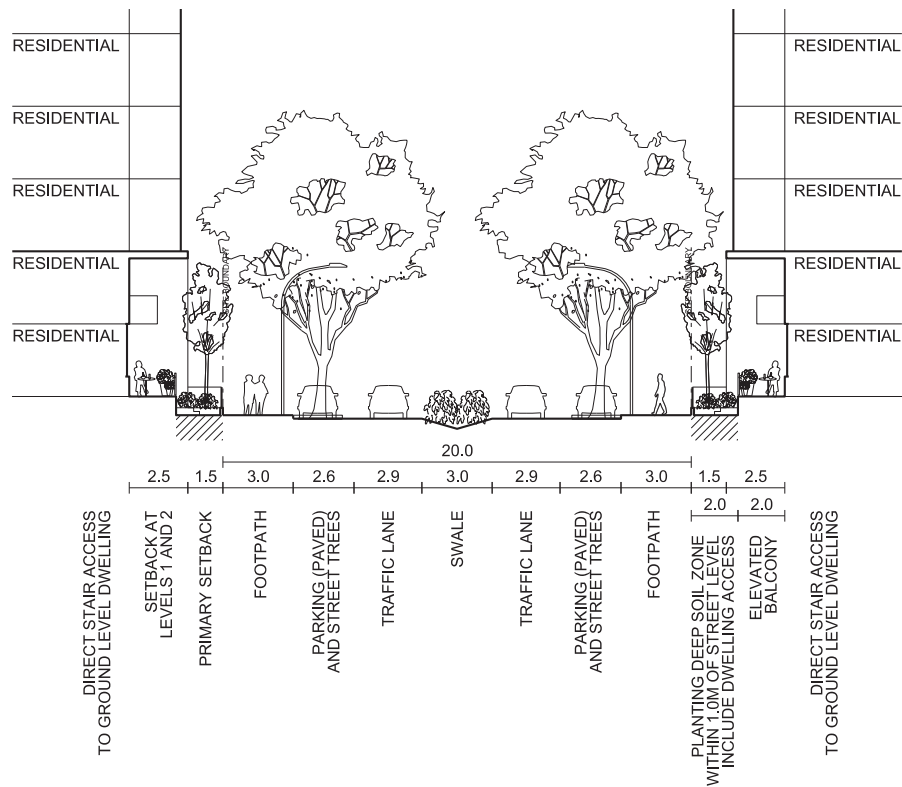 RESIDENTIAL
RESIDENTIAL
RESIDENTIAL
RESIDENTIAL
RESIDENTIAL
RESIDENTIAL
RESIDENTIAL
RESIDENTIAL
RESIDENTIAL
RESIDENTIAL
20.0
2.5 1.5 3.0 2.6 2.9 3.0 2.9 2.6 3.0 1.5 2.5
2.0 2.0
DIRECT STAIR ACCESS
TO GROUND LEVEL DWELLING
SETBACK AT
LEVELS 1 AND 2
PRIMARY SETBACK
FOOTPATH
PARKING (PAVED)
AND STREET TREES
TRAFFIC LANE
SWALE
TRAFFIC LANE
PARKING (PAVED)
AND STREET TREES
FOOTPATH
PLANTING DEEP SOIL ZONE
WITHIN 1.0M OF STREET LEVEL
INCLUDE DWELLING ACCESS
ELEVATED
BALCONY
DIRECT STAIR ACCESS
TO GROUND LEVEL DWELLING